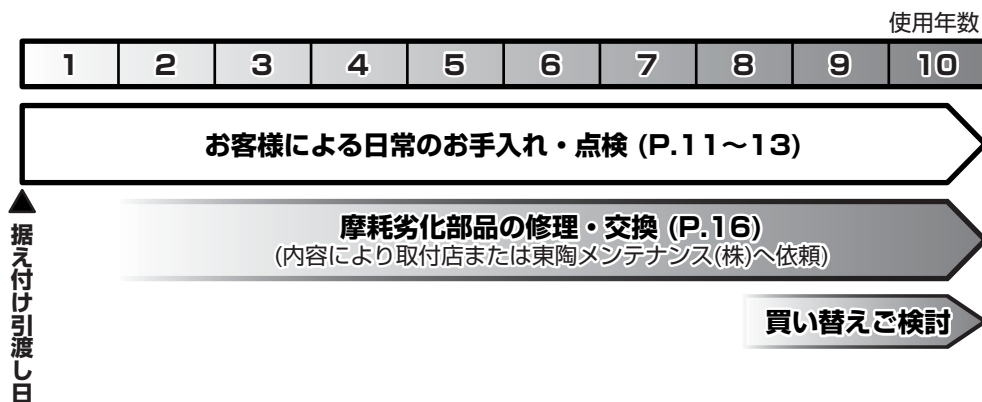 使用年数
1 2 3 4 5 6 7 8 9 10
お客様による日常のお手入れ・点検 (P.11～13)
摩耗劣化部品の修理・交換 (P.16)
(内容により取付店または東陶メンテナンス(株)へ依頼)
買い替えご検討
据え付け引渡し日